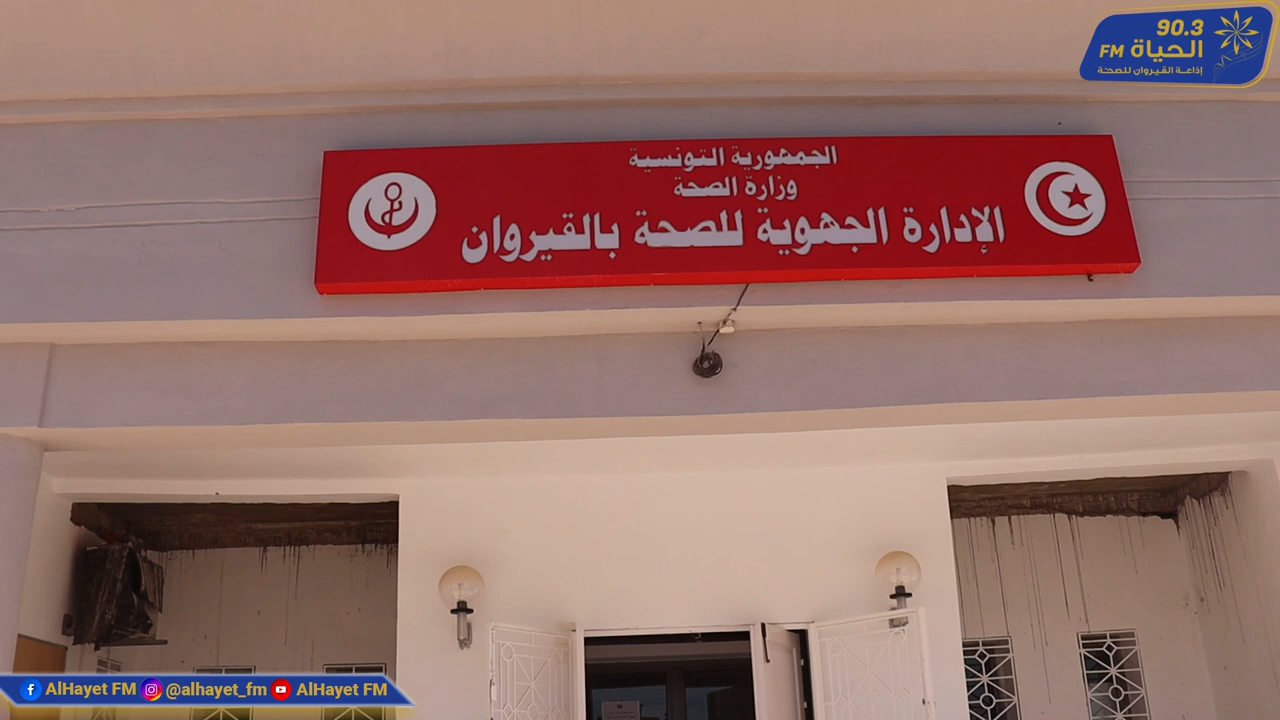 90.3
الحياة FM
إذاعة القيروان للصحة
الجمهورية التونسية
وزارة الصحة
الإدارة الجهوية للصحة بالقيروان
AlHayet FM @alhayet_fm AlHayet FM